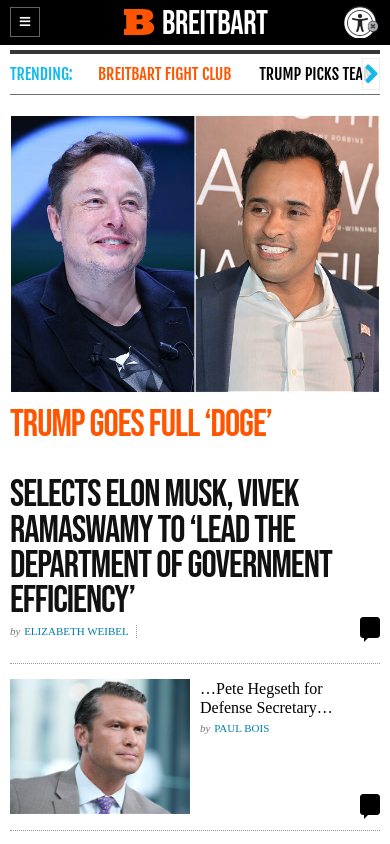 BREITBART
TRENDING:
BREITBART FIGHT CLUB
TRUMP PICKS TEA
TRUMP GOES FULL ‘DOGE’
SELECTS ELON MUSK, VIVEK
RAMASWAMY TO ‘LEAD THE
DEPARTMENT OF GOVERNMENT
EFFICIENCY’
by ELIZABETH WEIBEL
…Pete Hegseth for
Defense Secretary…
by PAUL BOIS